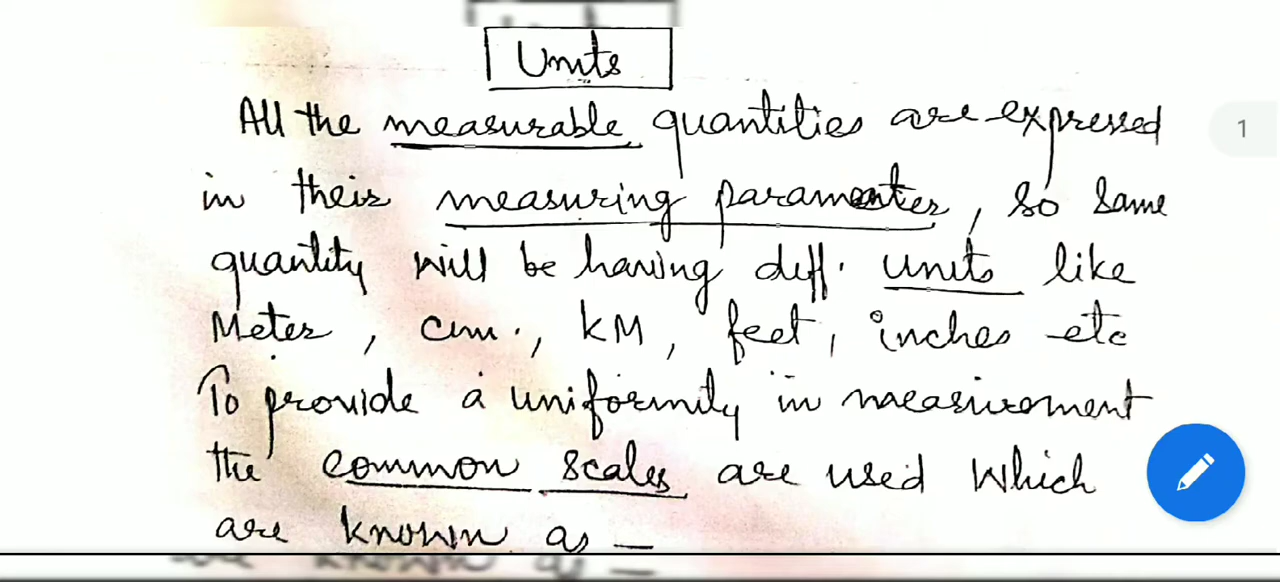 Units
All the measurable quantities are expressed
1
in their measuring parameter, so same
quantity will be having diff. units like
Meter, cm., KM, feet, inches etc
To provide a uniformity in measurement
the common scales are used which
are known as –